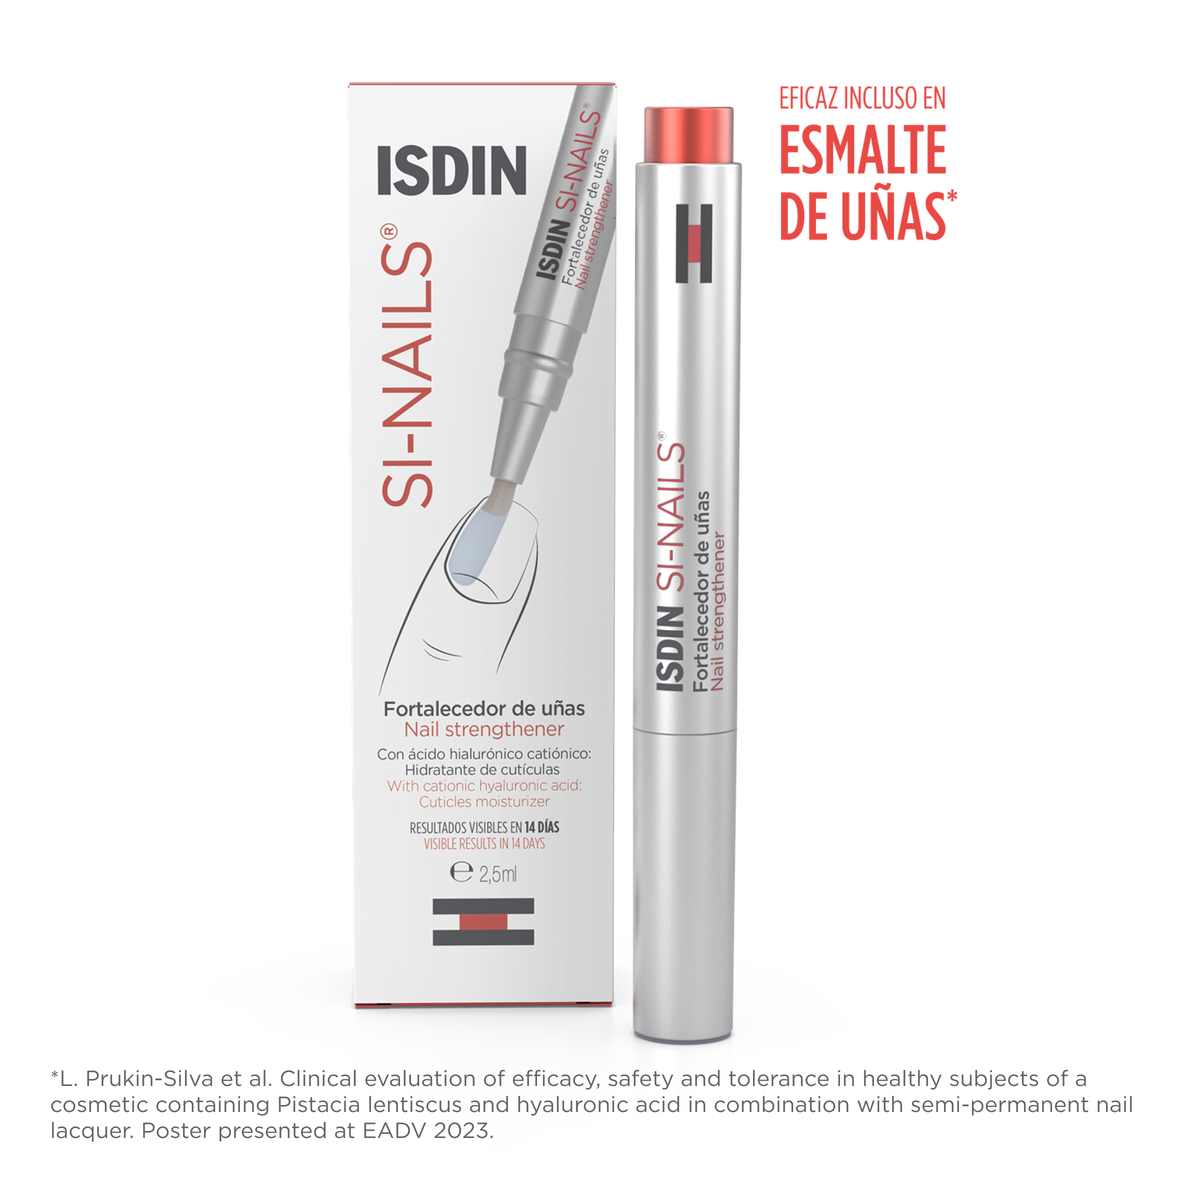 ISDIN
SI-NAILS®
ISDIN SI-NAILS®
Fortalecedor de uñas
Nail strengthener
Fortalecedor de uñas
Nail strengthener
Con ácido hialurónico catiónico:
Hidratante de cutículas
With cationic hyaluronic acid:
Cuticles moisturizer
RESULTADOS VISIBLES EN 14 DÍAS
VISIBLE RESULTS IN 14 DAYS
℮ 2,5ml
ISDIN SI-NAILS®
Fortalecedor de uñas
Nail strengthener
EFICAZ INCLUSO EN
ESMALTE
DE UÑAS*
*L. Prukin-Silva et al. Clinical evaluation of efficacy, safety and tolerance in healthy subjects of a
cosmetic containing Pistacia lentiscus and hyaluronic acid in combination with semi-permanent nail
lacquer. Poster presented at EADV 2023.